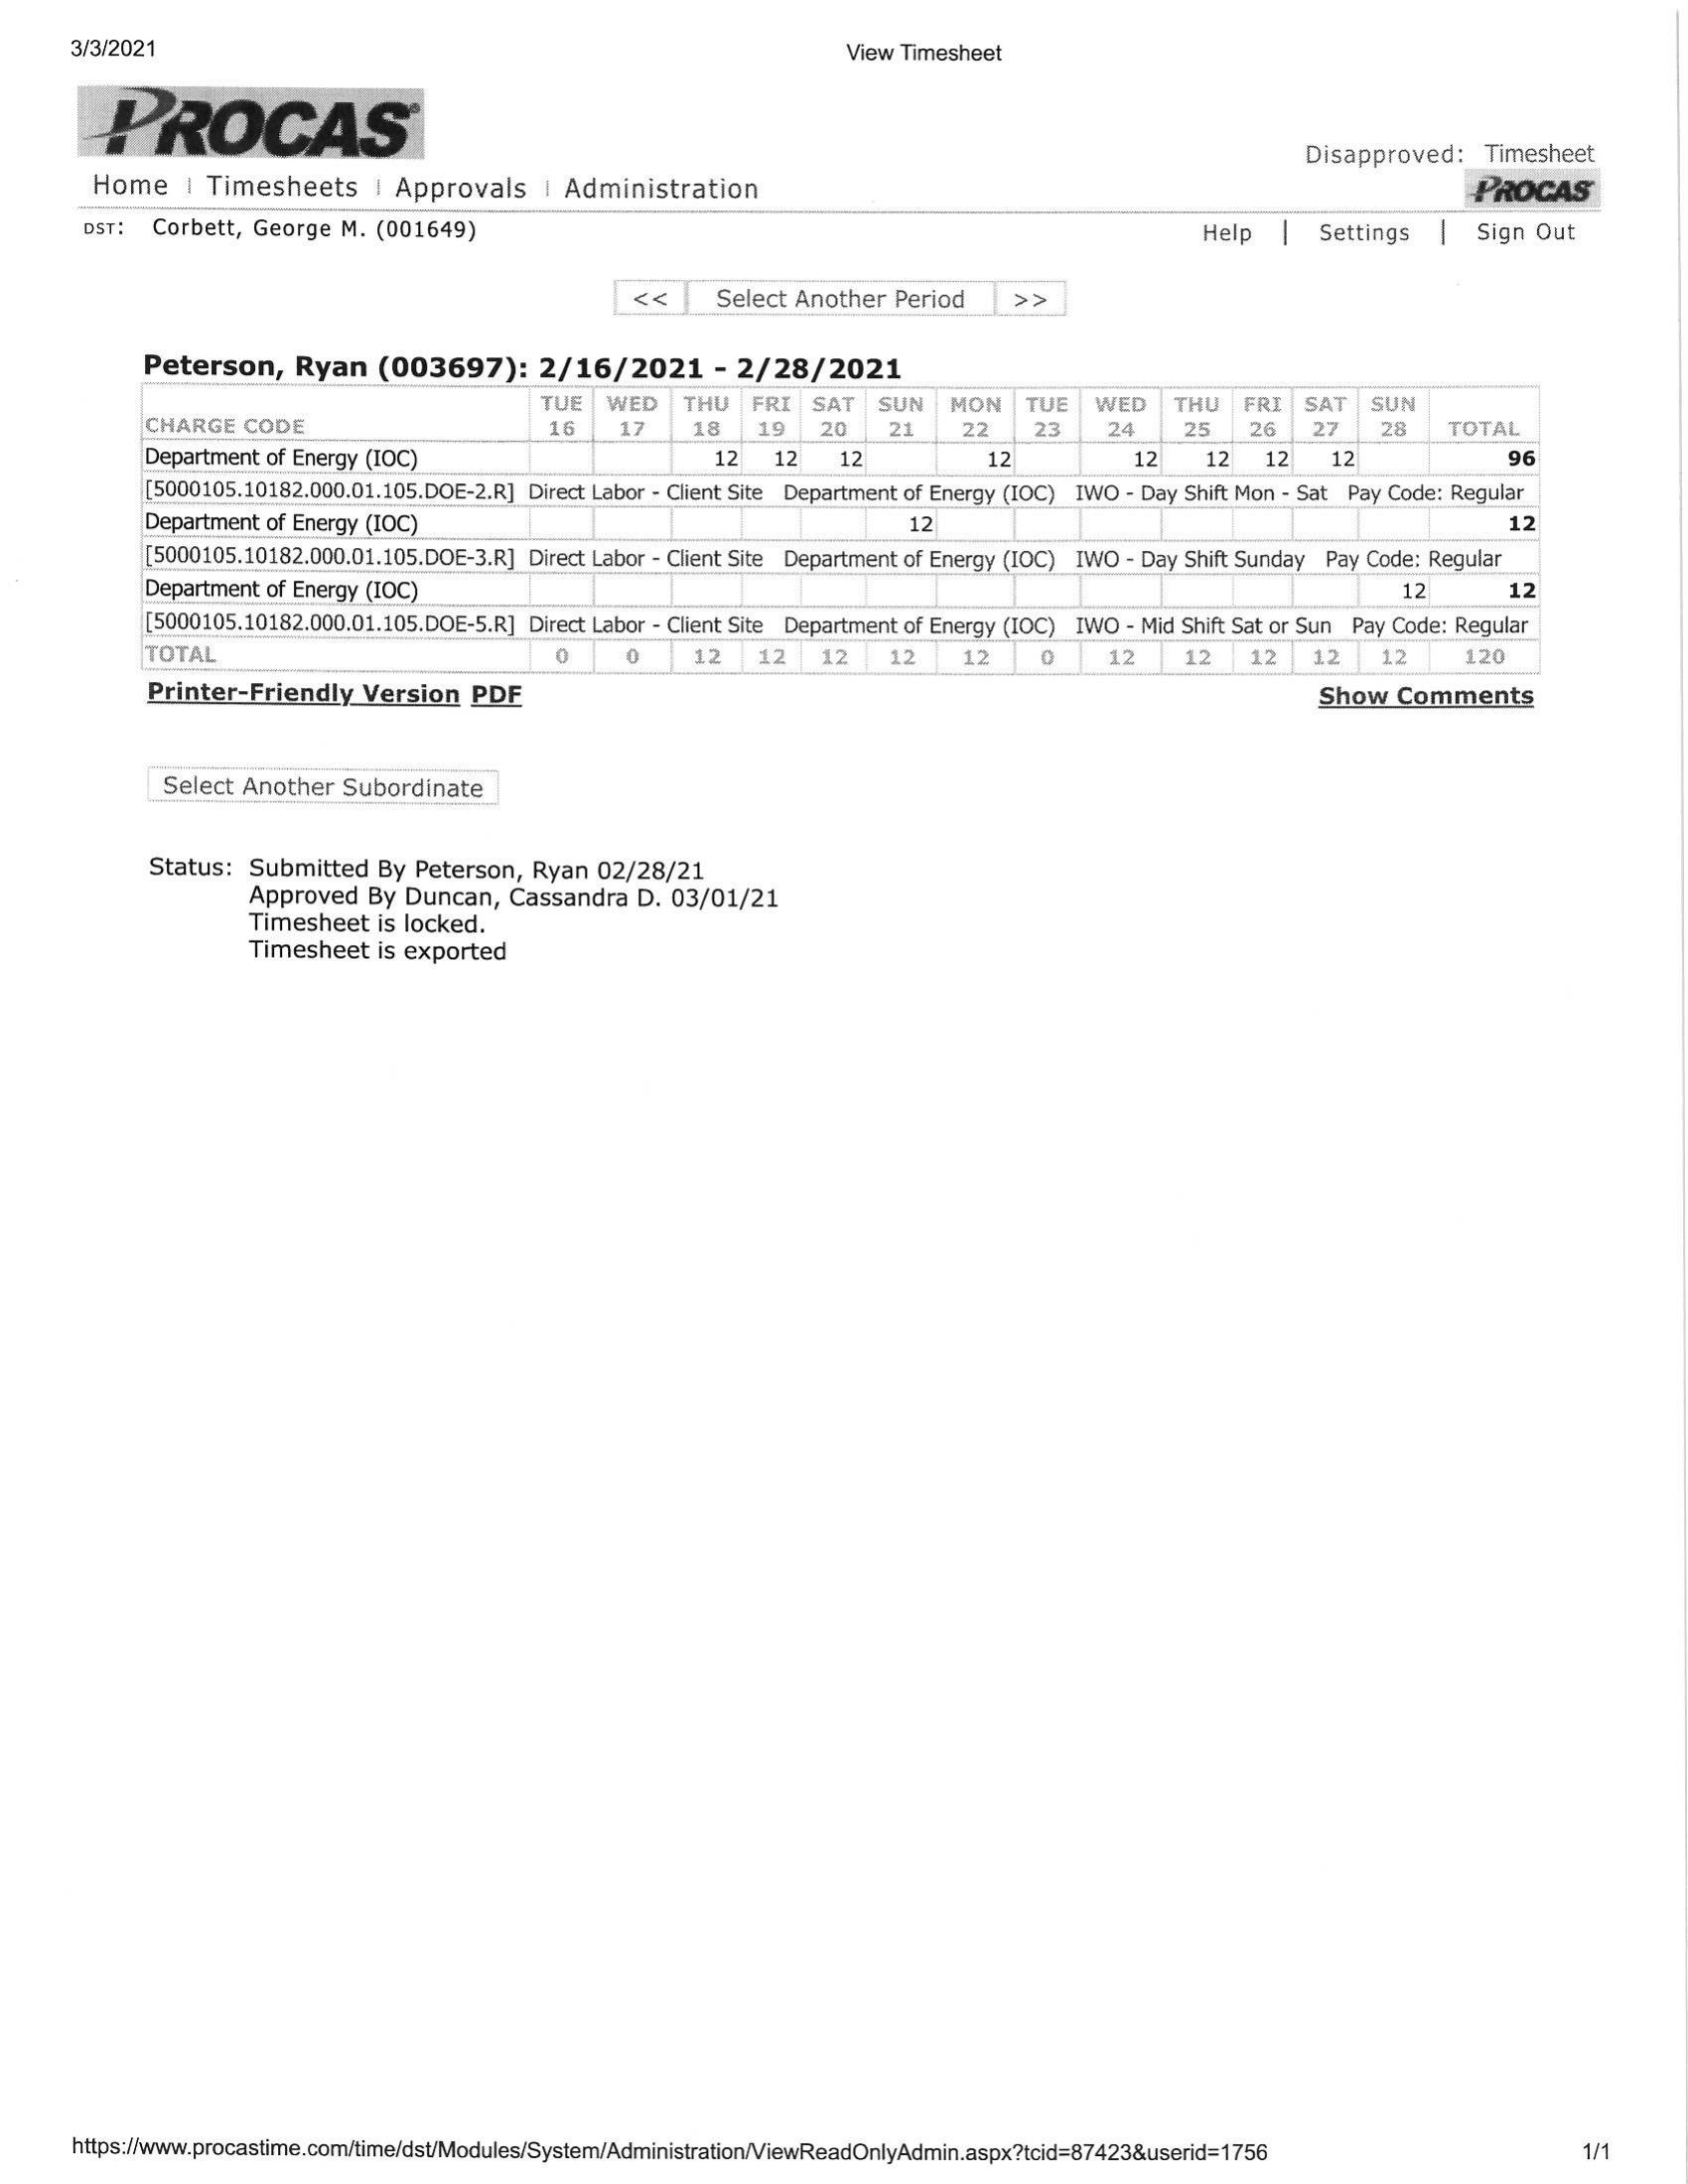 3/3/2021 View Timesheet
PROCAS®
Disapproved: Timesheet
Home | Timesheets | Approvals | Administration
PROCAS
DST: Corbett, George M. (001649) Help | Settings | Sign Out
<< Select Another Period >>
Peterson, Ryan (003697): 2/16/2021 - 2/28/2021
TUE WED THU FRI SAT SUN MON TUE WED THU FRI SAT SUN
CHARGE CODE 16 17 18 19 20 21 22 23 24 25 26 27 28 TOTAL
Department of Energy (IOC) 12 12 12 12 12 12 12 12 96
[5000105.10182.000.01.105.DOE-2.R] Direct Labor - Client Site Department of Energy (IOC) IWO - Day Shift Mon - Sat Pay Code: Regular
Department of Energy (IOC) 12 12
[5000105.10182.000.01.105.DOE-3.R] Direct Labor - Client Site Department of Energy (IOC) IWO - Day Shift Sunday Pay Code: Regular
Department of Energy (IOC) 12 12
[5000105.10182.000.01.105.DOE-5.R] Direct Labor - Client Site Department of Energy (IOC) IWO - Mid Shift Sat or Sun Pay Code: Regular
TOTAL 0 0 12 12 12 12 12 0 12 12 12 12 12 120
Printer-Friendly Version PDF Show Comments
Select Another Subordinate
Status: Submitted By Peterson, Ryan 02/28/21
Approved By Duncan, Cassandra D. 03/01/21
Timesheet is locked.
Timesheet is exported
https://www.procastime.com/time/dst/Modules/System/Administration/ViewReadOnlyAdmin.aspx?tcid=87423&userid=1756 1/1